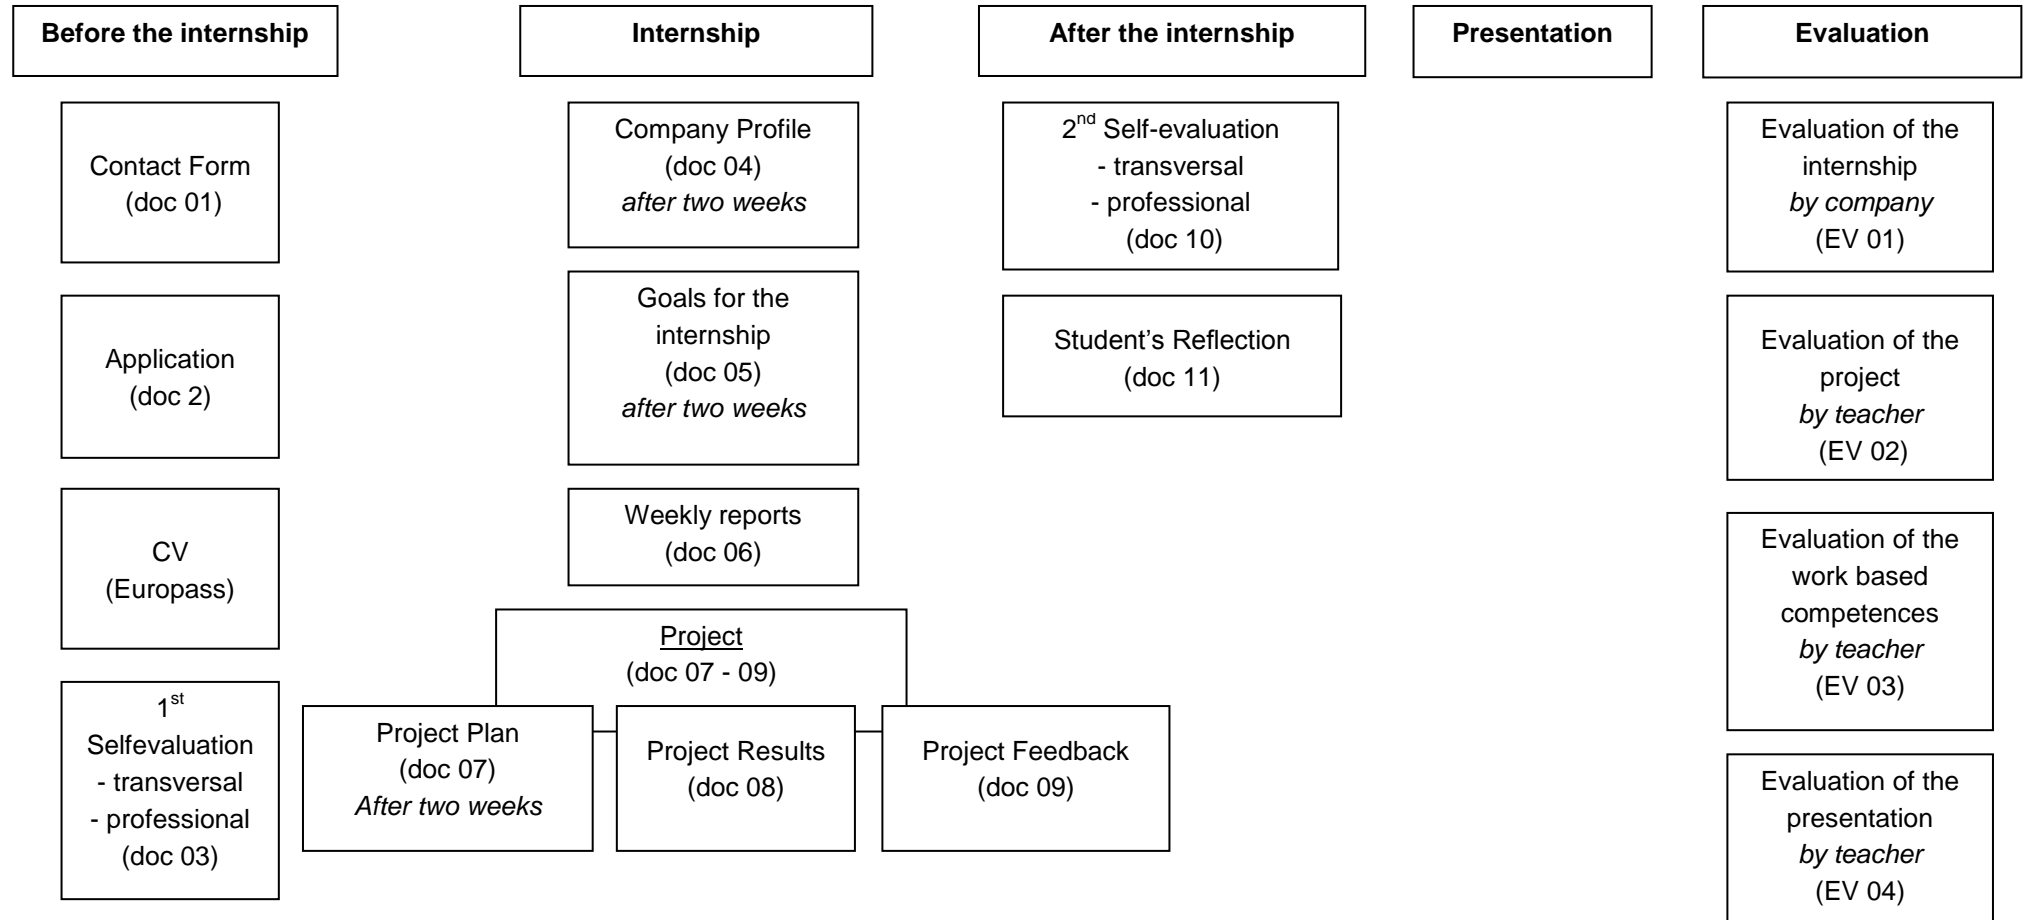 Before the internship
Internship
After the internship
Presentation
Evaluation
Contact Form
(doc 01)
Application
(doc 2)
CV
(Europass)
1st
Selfevaluation
- transversal
- professional
(doc 03)
Company Profile
(doc 04)
after two weeks
Goals for the
internship
(doc 05)
after two weeks
Weekly reports
(doc 06)
Project
(doc 07 - 09)
Project Plan
(doc 07)
After two weeks
Project Results
(doc 08)
Project Feedback
(doc 09)
2nd Self-evaluation
- transversal
- professional
(doc 10)
Student’s Reflection
(doc 11)
Evaluation of the
internship
by company
(EV 01)
Evaluation of the
project
by teacher
(EV 02)
Evaluation of the
work based
competences
by teacher
(EV 03)
Evaluation of the
presentation
by teacher
(EV 04)